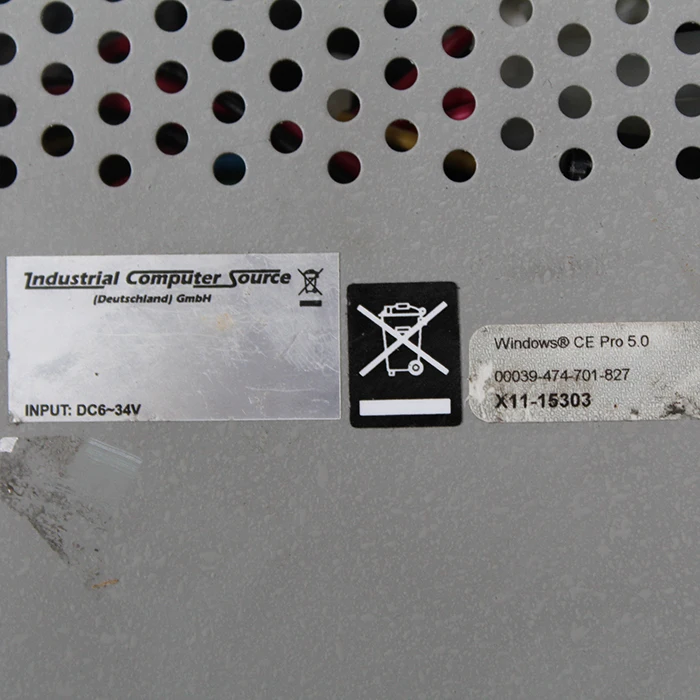 Industrial Computer Source
(Deutschland) GmbH
INPUT: DC6~34V
Windows® CE Pro 5.0
00039-474-701-827
X11-15303